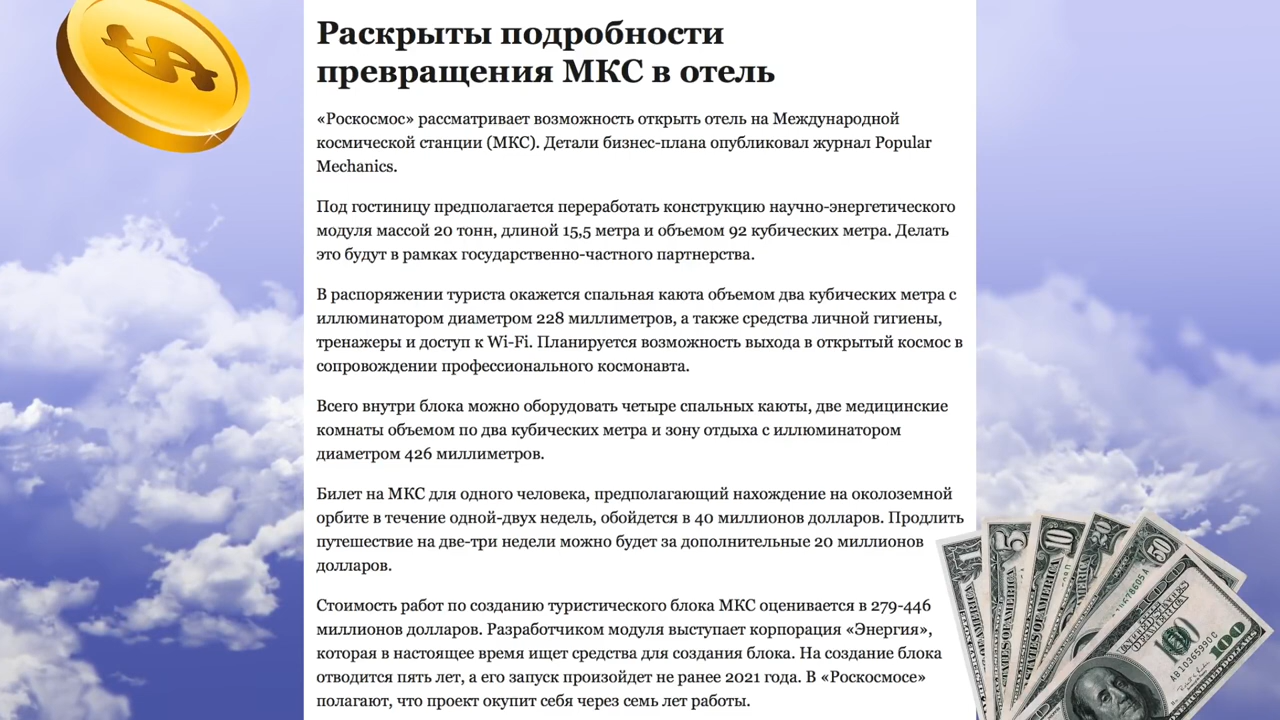 Раскрыты подробности
превращения МКС в отель
«Роскосмос» рассматривает возможность открыть отель на Международной
космической станции (МКС). Детали бизнес-плана опубликовал журнал Popular
Mechanics.
Под гостиницу предполагается переработать конструкцию научно-энергетического
модуля массой 20 тонн, длиной 15,5 метра и объемом 92 кубических метра. Делать
это будут в рамках государственно-частного партнерства.
В распоряжении туриста окажется спальная каюта объемом два кубических метра с
иллюминатором диаметром 228 миллиметров, а также средства личной гигиены,
тренажеры и доступ к Wi-Fi. Планируется возможность выхода в открытый космос в
сопровождении профессионального космонавта.
Всего внутри блока можно оборудовать четыре спальных каюты, две медицинские
комнаты объемом по два кубических метра и зону отдыха с иллюминатором
диаметром 426 миллиметров.
Билет на МКС для одного человека, предполагающий нахождение на околоземной
орбите в течение одной-двух недель, обойдется в 40 миллионов долларов. Продлить
путешествие на две-три недели можно будет за дополнительные 20 миллионов
долларов.
Стоимость работ по созданию туристического блока МКС оценивается в 279-446
миллионов долларов. Разработчиком модуля выступает корпорация «Энергия»,
которая в настоящее время ищет средства для создания блока. На создание блока
отводится пять лет, а его запуск произойдет не ранее 2021 года. В «Роскосмосе»
полагают, что проект окупит себя через семь лет работы.
$
5
10
50
100